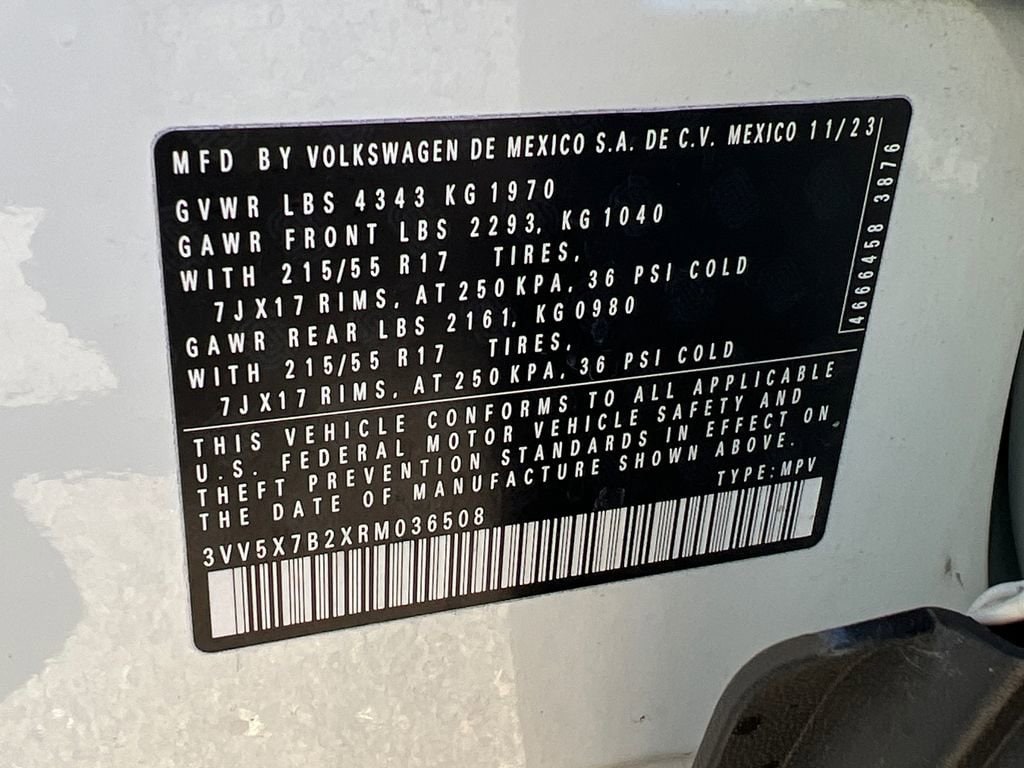 MFD BY VOLKSWAGEN DE MEXICO S.A. DE C.V. MEXICO 11/23
GVWR LBS 4343 KG 1970
GAWR FRONT LBS 2293, KG 1040
WITH 215/55 R17 TIRES,
7JX17 RIMS, AT 250 KPA, 36 PSI COLD
GAWR REAR LBS 2161, KG 0980
WITH 215/55 R17 TIRES,
7JX17 RIMS, AT 250 KPA, 36 PSI COLD
THIS VEHICLE CONFORMS TO ALL APPLICABLE
U.S. FEDERAL MOTOR VEHICLE SAFETY AND
THEFT PREVENTION STANDARDS IN EFFECT ON
THE DATE OF MANUFACTURE SHOWN ABOVE.
TYPE: MPV
3VV5X7B2XRM036508
4666458 3876